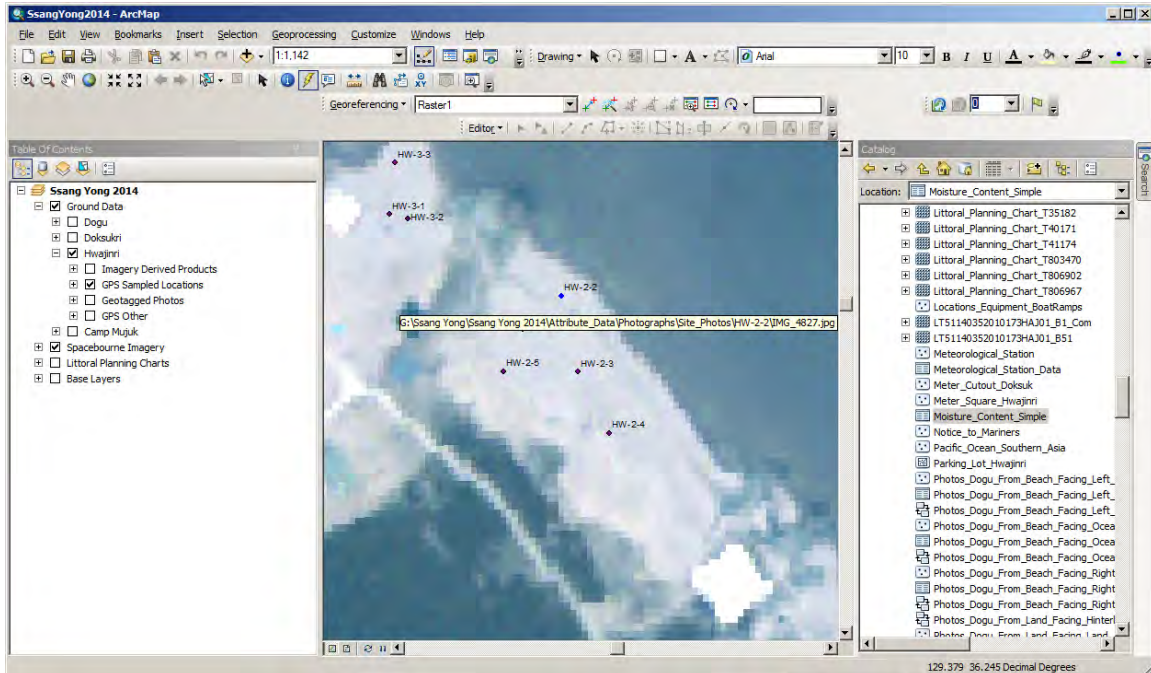 SsangYong2014 - ArcMap
File Edit View Bookmarks Insert Selection Geoprocessing Customize Windows Help
1:1,142 Drawing Arial 10 B I U A
Georeferencing Raster1 0
Editor
Table Of Contents
Ssang Yong 2014
Ground Data
Dogu
Doksukri
Hwajinri
Imagery Derived Products
GPS Sampled Locations
Geotagged Photos
GPS Other
Camp Mujuk
Spacebourne Imagery
Littoral Planning Charts
Base Layers
HW-3-3
HW-3-1
HW-3-2
HW-2-2
G:\Ssang Yong\Ssang Yong 2014\Attribute_Data\Photographs\Site_Photos\HW-2-2\IMG_4827.jpg
HW-2-5
HW-2-3
HW-2-4
Catalog
Search
Location: Moisture_Content_Simple
Littoral_Planning_Chart_T35182
Littoral_Planning_Chart_T40171
Littoral_Planning_Chart_T41174
Littoral_Planning_Chart_T803470
Littoral_Planning_Chart_T806902
Littoral_Planning_Chart_T806967
Locations_Equipment_BoatRamps
LT51140352010173HAJ01_B1_Com
LT51140352010173HAJ01_B51
Meteorological_Station
Meteorological_Station_Data
Meter_Cutout_Doksuk
Meter_Square_Hwajinri
Moisture_Content_Simple
Notice_to_Mariners
Pacific_Ocean_Southern_Asia
Parking_Lot_Hwajinri
Photos_Dogu_From_Beach_Facing_Left_
Photos_Dogu_From_Beach_Facing_Left_
Photos_Dogu_From_Beach_Facing_Left_
Photos_Dogu_From_Beach_Facing_Ocea
Photos_Dogu_From_Beach_Facing_Ocea
Photos_Dogu_From_Beach_Facing_Ocea
Photos_Dogu_From_Beach_Facing_Right
Photos_Dogu_From_Beach_Facing_Right
Photos_Dogu_From_Beach_Facing_Right
Photos_Dogu_From_Land_Facing_Hinterl
Photos_Dogu_From_Land_Facing_Land
129.379 36.245 Decimal Degrees